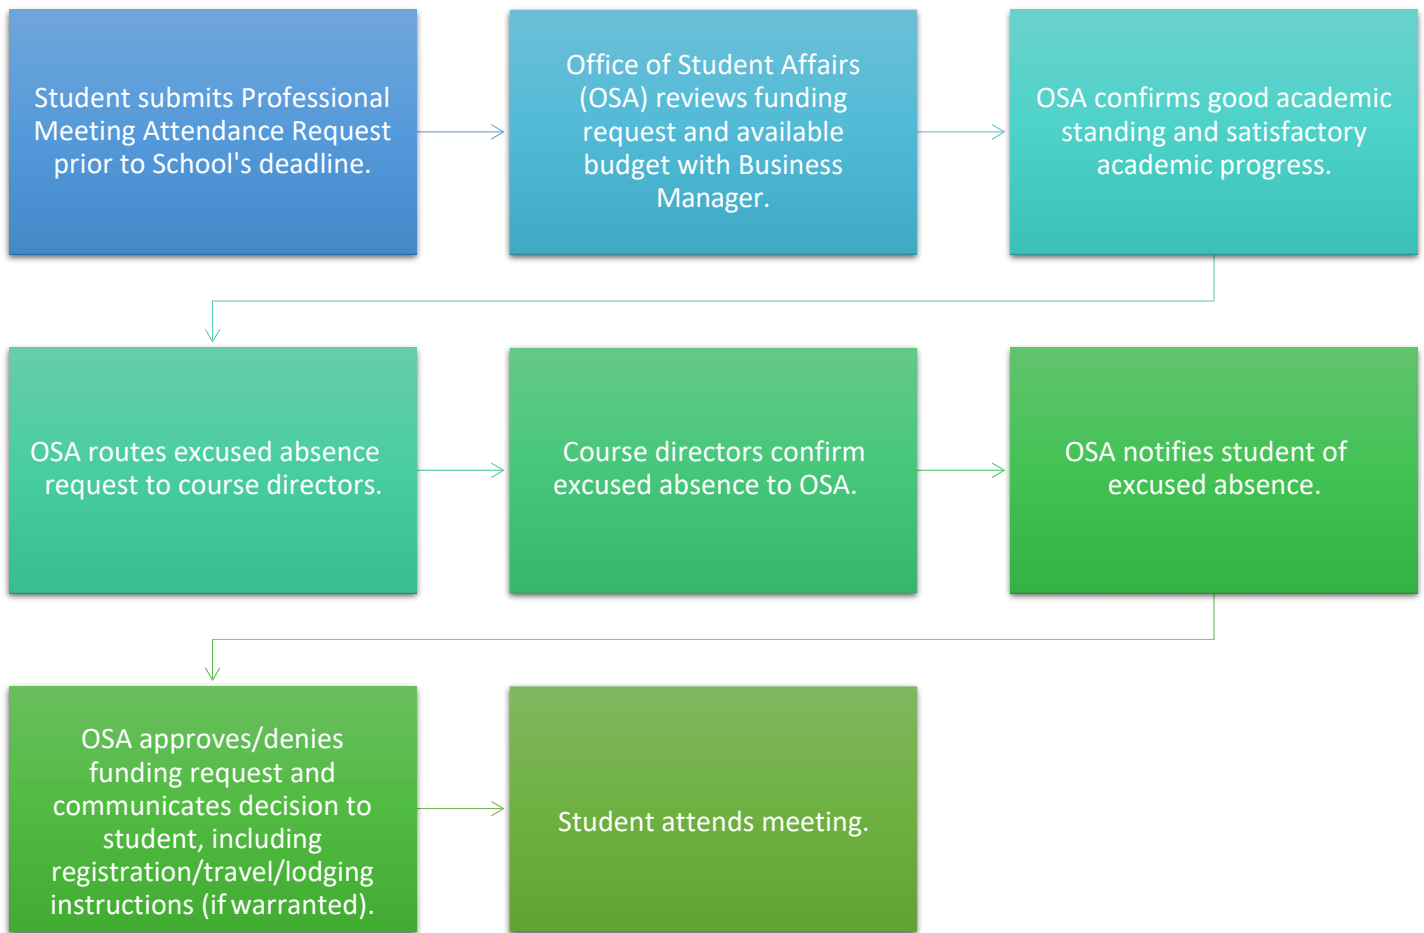 Student submits Professional
Meeting Attendance Request
prior to School's deadline.
Office of Student Affairs
(OSA) reviews funding
request and available
budget with Business
Manager.
OSA confirms good academic
standing and satisfactory
academic progress.
OSA routes excused absence
request to course directors.
Course directors confirm
excused absence to OSA.
OSA notifies student of
excused absence.
OSA approves/denies
funding request and
communicates decision to
student, including
registration/travel/lodging
instructions (if warranted).
Student attends meeting.